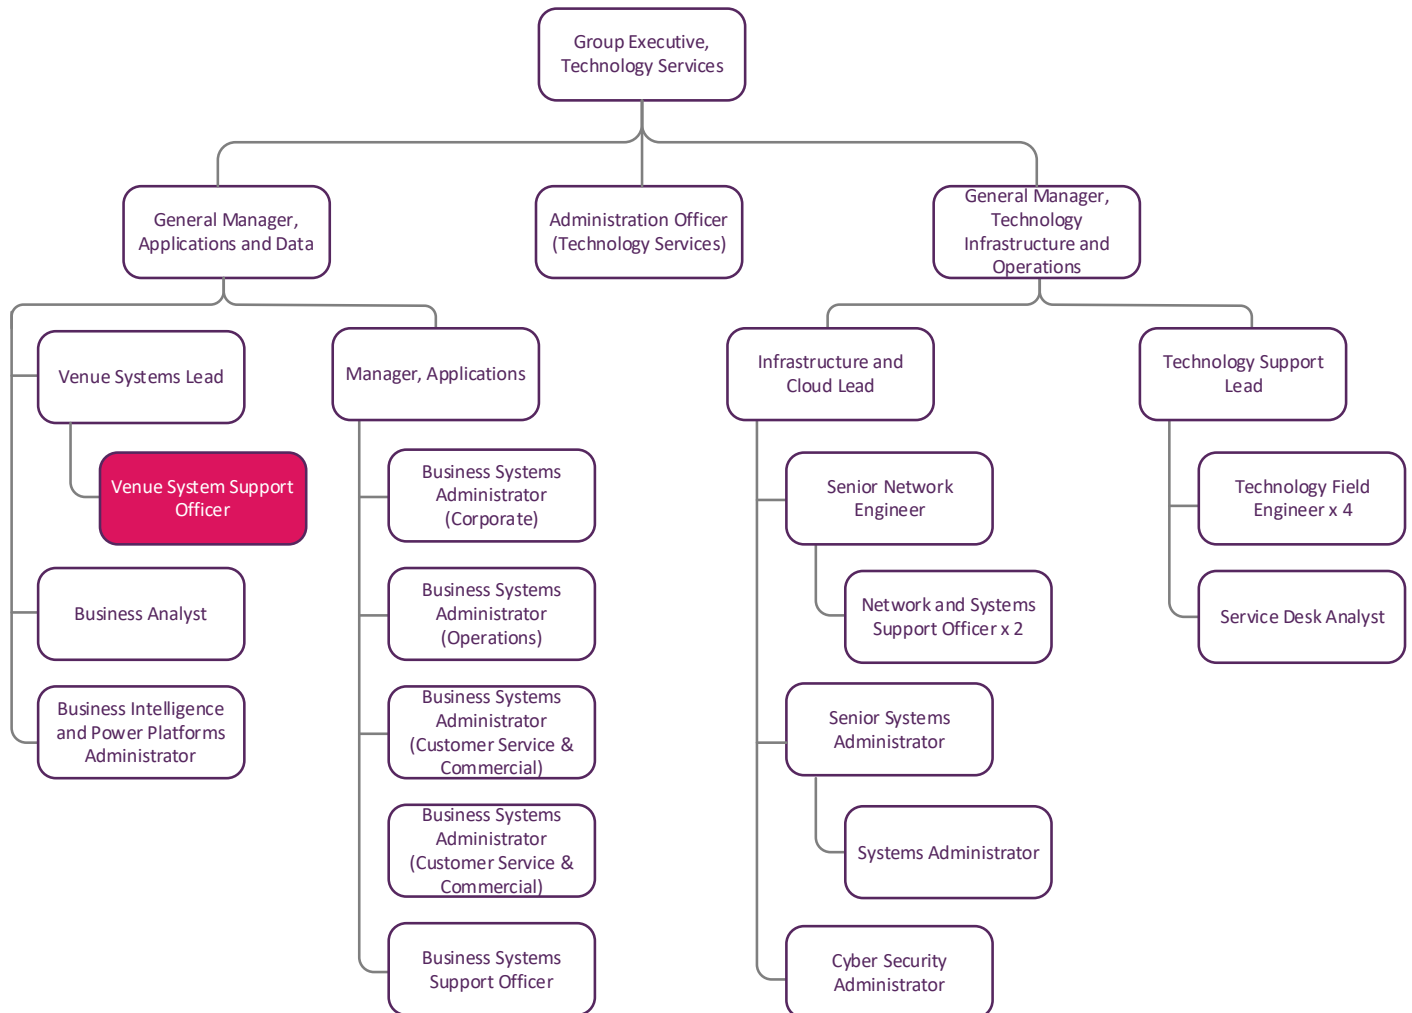 Group Executive,
Technology Services
General Manager,
Applications and Data
Administration Officer
(Technology Services)
General Manager,
Technology
Infrastructure and
Operations
Venue Systems Lead
Venue System Support
Officer
Business Analyst
Business Intelligence
and Power Platforms
Administrator
Manager, Applications
Business Systems
Administrator
(Corporate)
Business Systems
Administrator
(Operations)
Business Systems
Administrator
(Customer Service &
Commercial)
Business Systems
Administrator
(Customer Service &
Commercial)
Business Systems
Support Officer
Infrastructure and
Cloud Lead
Senior Network
Engineer
Network and Systems
Support Officer x 2
Senior Systems
Administrator
Systems Administrator
Cyber Security
Administrator
Technology Support
Lead
Technology Field
Engineer x 4
Service Desk Analyst